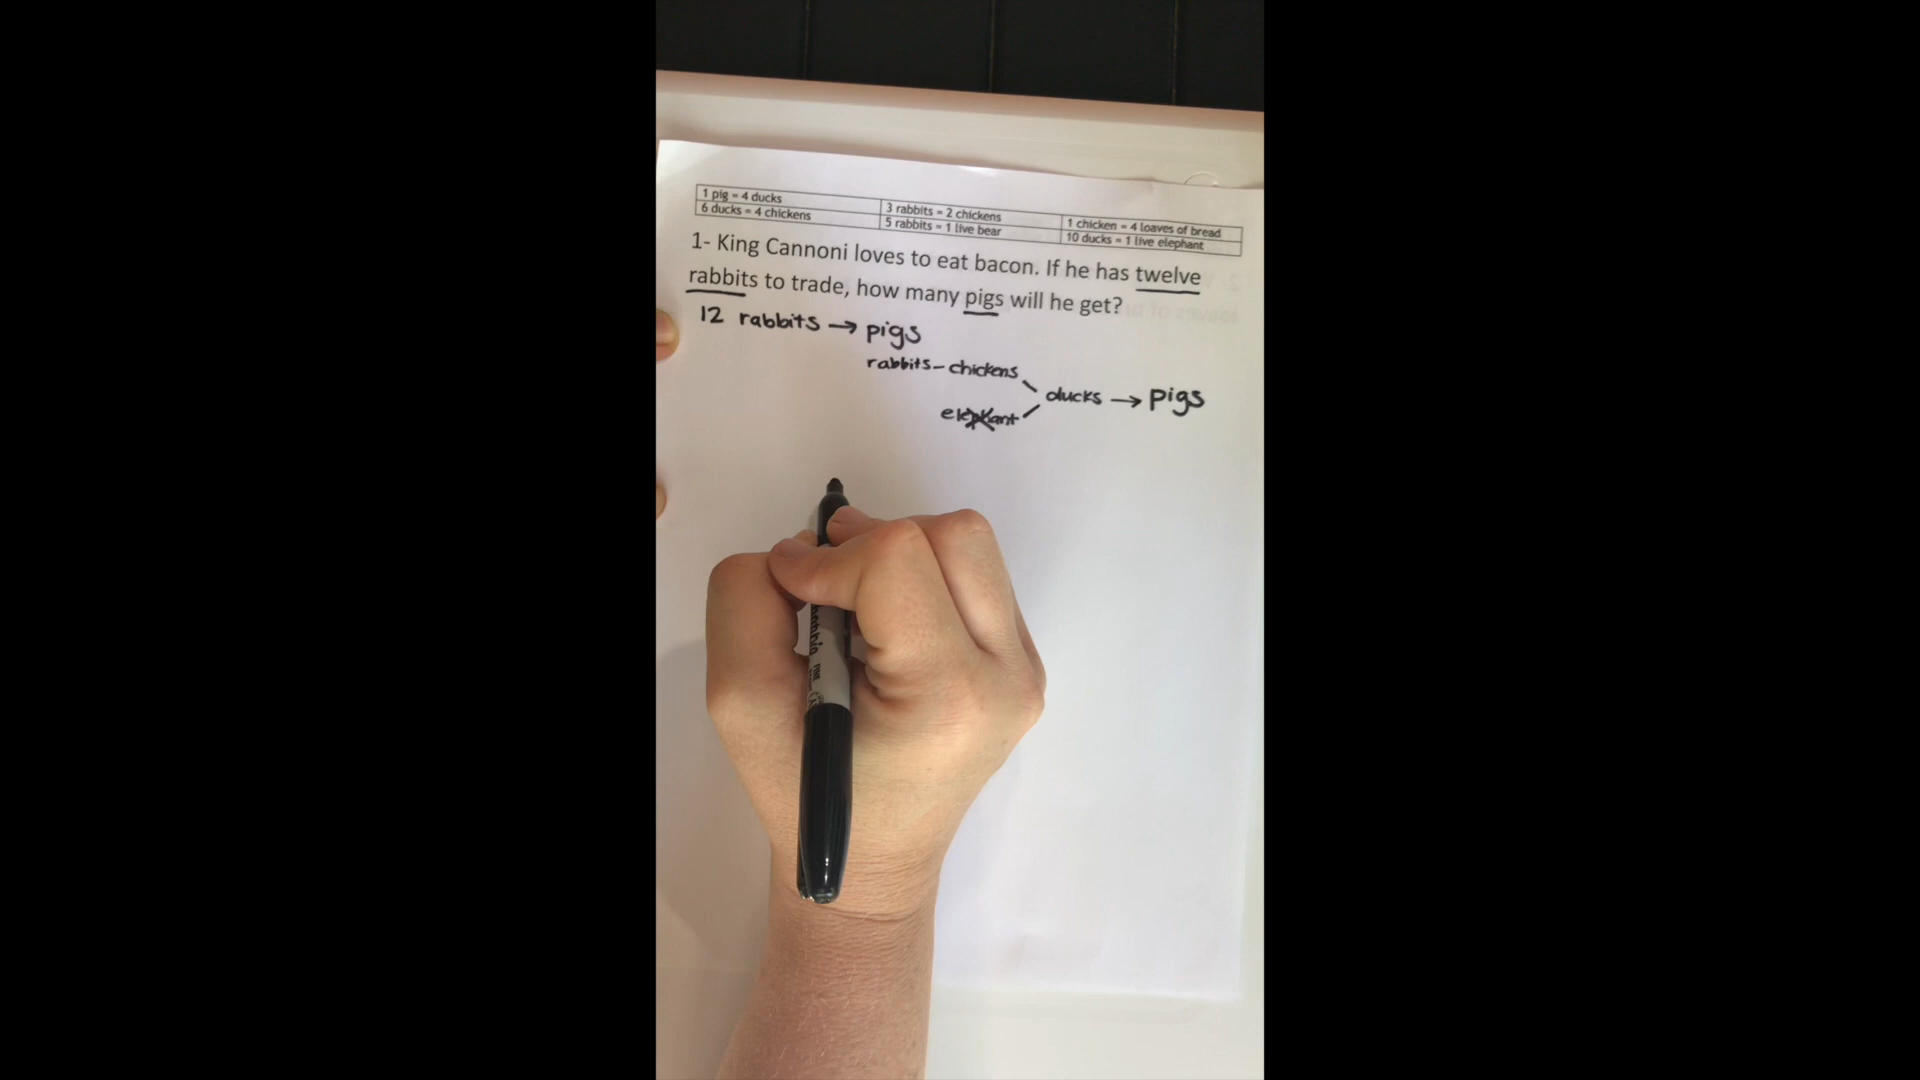 1 pig = 4 ducks
3 rabbits = 2 chickens
1 chicken = 4 loaves of bread
6 ducks = 4 chickens
5 rabbits = 1 live bear
10 ducks = 1 live elephant
1- King Cannoni loves to eat bacon. If he has twelve
rabbits to trade, how many pigs will he get?
12 rabbits → pigs
rabbits - chickens
ducks → pigs
elephant
FINE